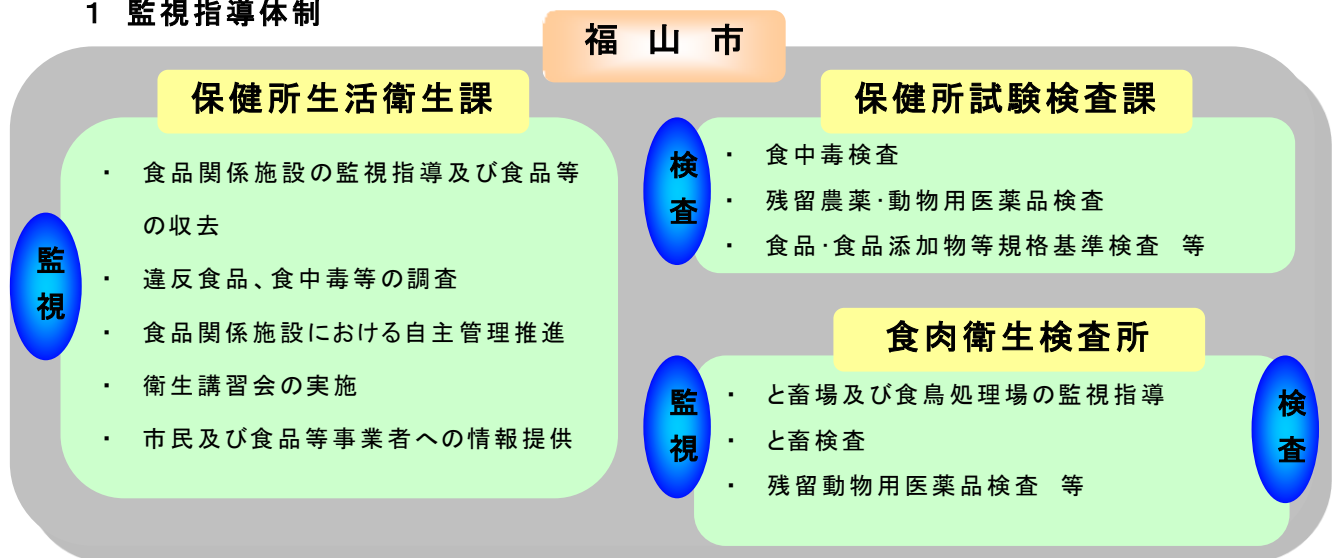 1 監視指導体制
福 山 市
保健所生活衛生課
監視
・ 食品関係施設の監視指導及び食品等
の収去
・ 違反食品、食中毒等の調査
・ 食品関係施設における自主管理推進
・ 衛生講習会の実施
・ 市民及び食品等事業者への情報提供
保健所試験検査課
検査
・ 食中毒検査
・ 残留農薬・動物用医薬品検査
・ 食品・食品添加物等規格基準検査 等
食肉衛生検査所
監視
・ と畜場及び食鳥処理場の監視指導
・ と畜検査
・ 残留動物用医薬品検査 等
検査